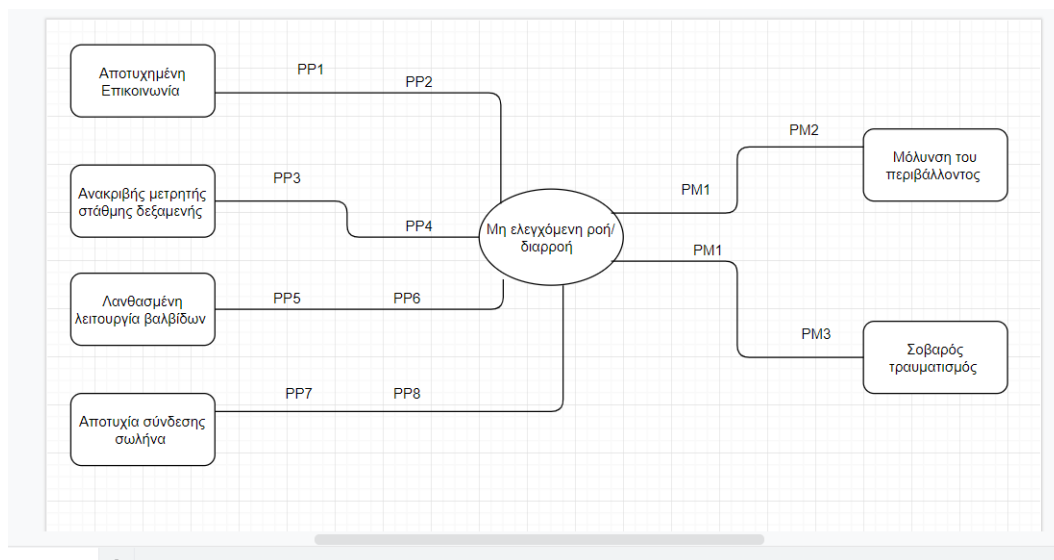 Αποτυχημένη
Επικοινωνία
PP1
PP2
Ανακριβής μετρητής
στάθμης δεξαμενής
PP3
PP4
Λανθασμένη
λειτουργία βαλβίδων
PP5
PP6
Αποτυχία σύνδεσης
σωλήνα
PP7
PP8
Μη ελεγχόμενη ροή/
διαρροή
PM1
PM2
Μόλυνση του
περιβάλλοντος
PM1
PM3
Σοβαρός
τραυματισμός